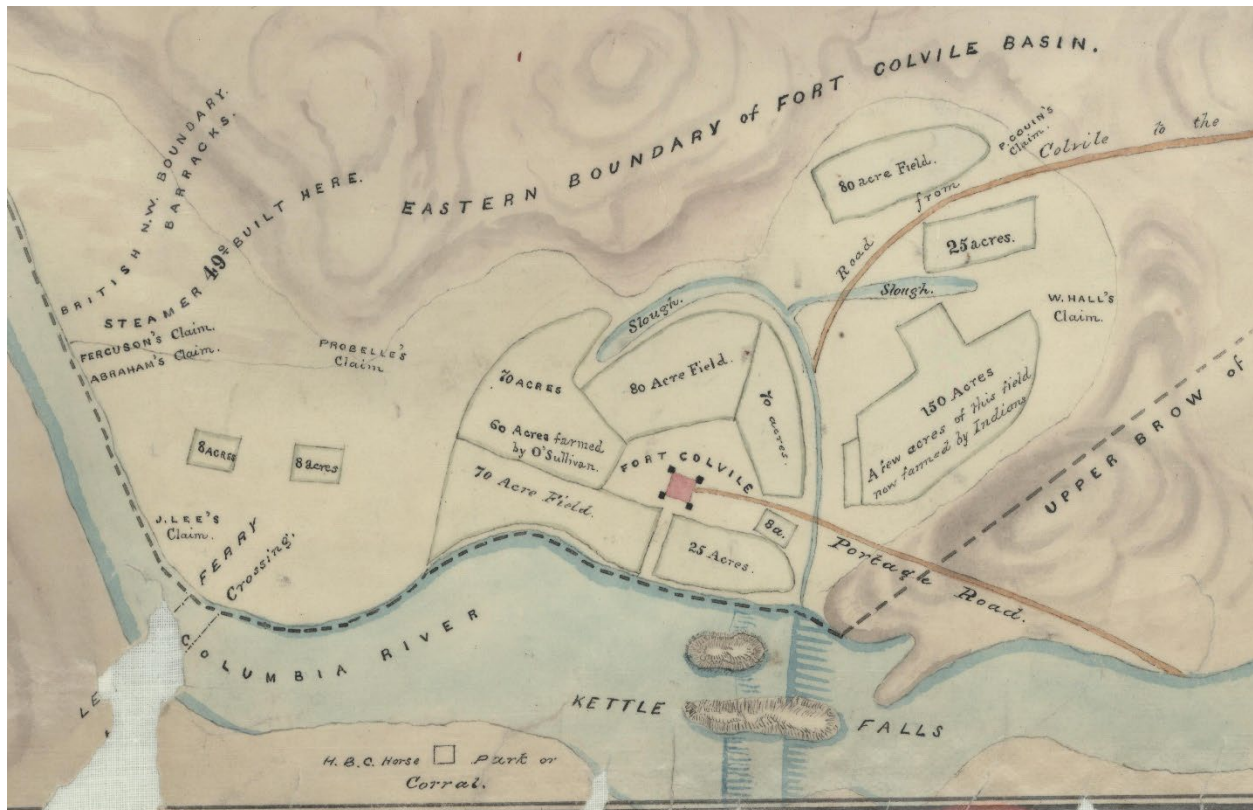 EASTERN BOUNDARY of FORT COLVILE BASIN.
BRITISH N.W. BOUNDARY.
BARRACKS.
STEAMER 49º BUILT HERE.
FERGUSON'S Claim.
ABRAHAM'S Claim.
PROBELLE'S
Claim
P. GOUIN'S
Claim.
80 acre Field.
Road from Colvile to the
25 acres.
Slough.
Slough.
W. HALL'S
Claim.
70 ACRES
80 Acre Field.
70 acres.
150 Acres
A few acres of this field
now farmed by Indians
60 Acres farmed
by O'Sullivan.
FORT COLVILE
UPPER BROW of
8 ACRES
8 acres
70 Acre Field.
8a.
25 Acres.
Portage Road.
J. LEE'S
Claim.
FERRY
Crossing.
COLUMBIA RIVER
KETTLE FALLS
H.B.C. Horse Park or
Corral.